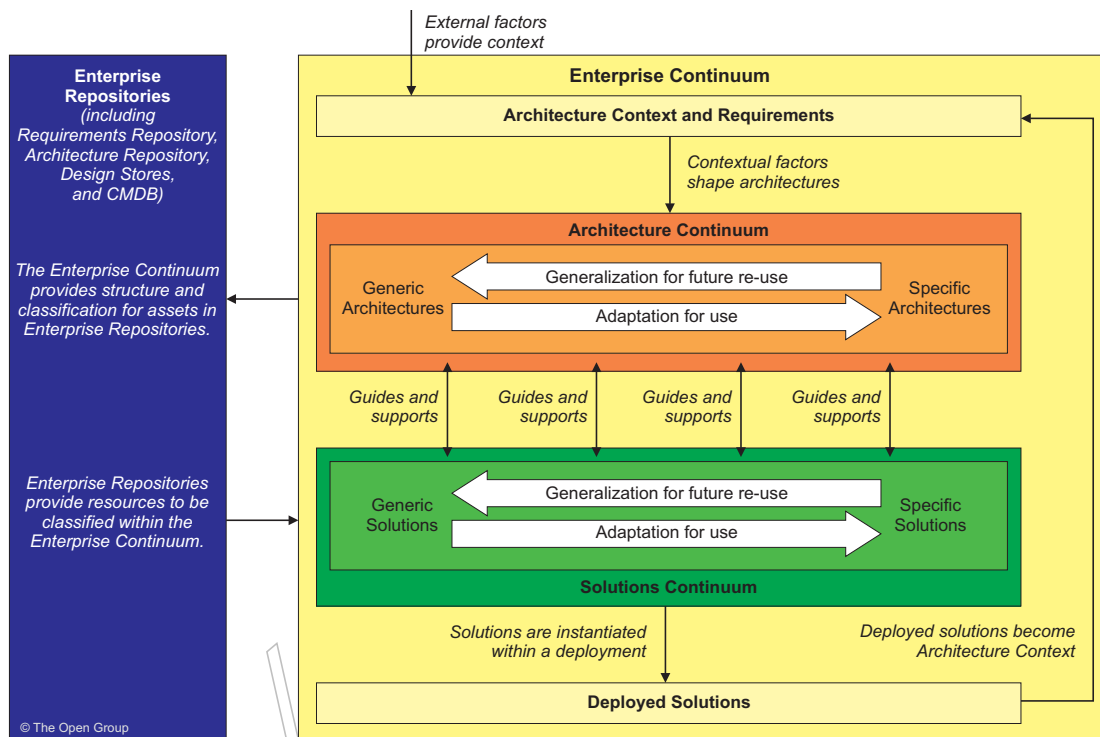 External factors
provide context
Enterprise
Repositories
(including
Requirements Repository,
Architecture Repository,
Design Stores,
and CMDB)
The Enterprise Continuum
provides structure and
classification for assets in
Enterprise Repositories.
Enterprise Repositories
provide resources to be
classified within the
Enterprise Continuum.
© The Open Group
Enterprise Continuum
Architecture Context and Requirements
Contextual factors
shape architectures
Architecture Continuum
Generic
Architectures
Generalization for future re-use
Adaptation for use
Specific
Architectures
Guides and
supports
Guides and
supports
Guides and
supports
Guides and
supports
Generic
Solutions
Generalization for future re-use
Adaptation for use
Specific
Solutions
Solutions Continuum
Solutions are instantiated
within a deployment
Deployed solutions become
Architecture Context
Deployed Solutions